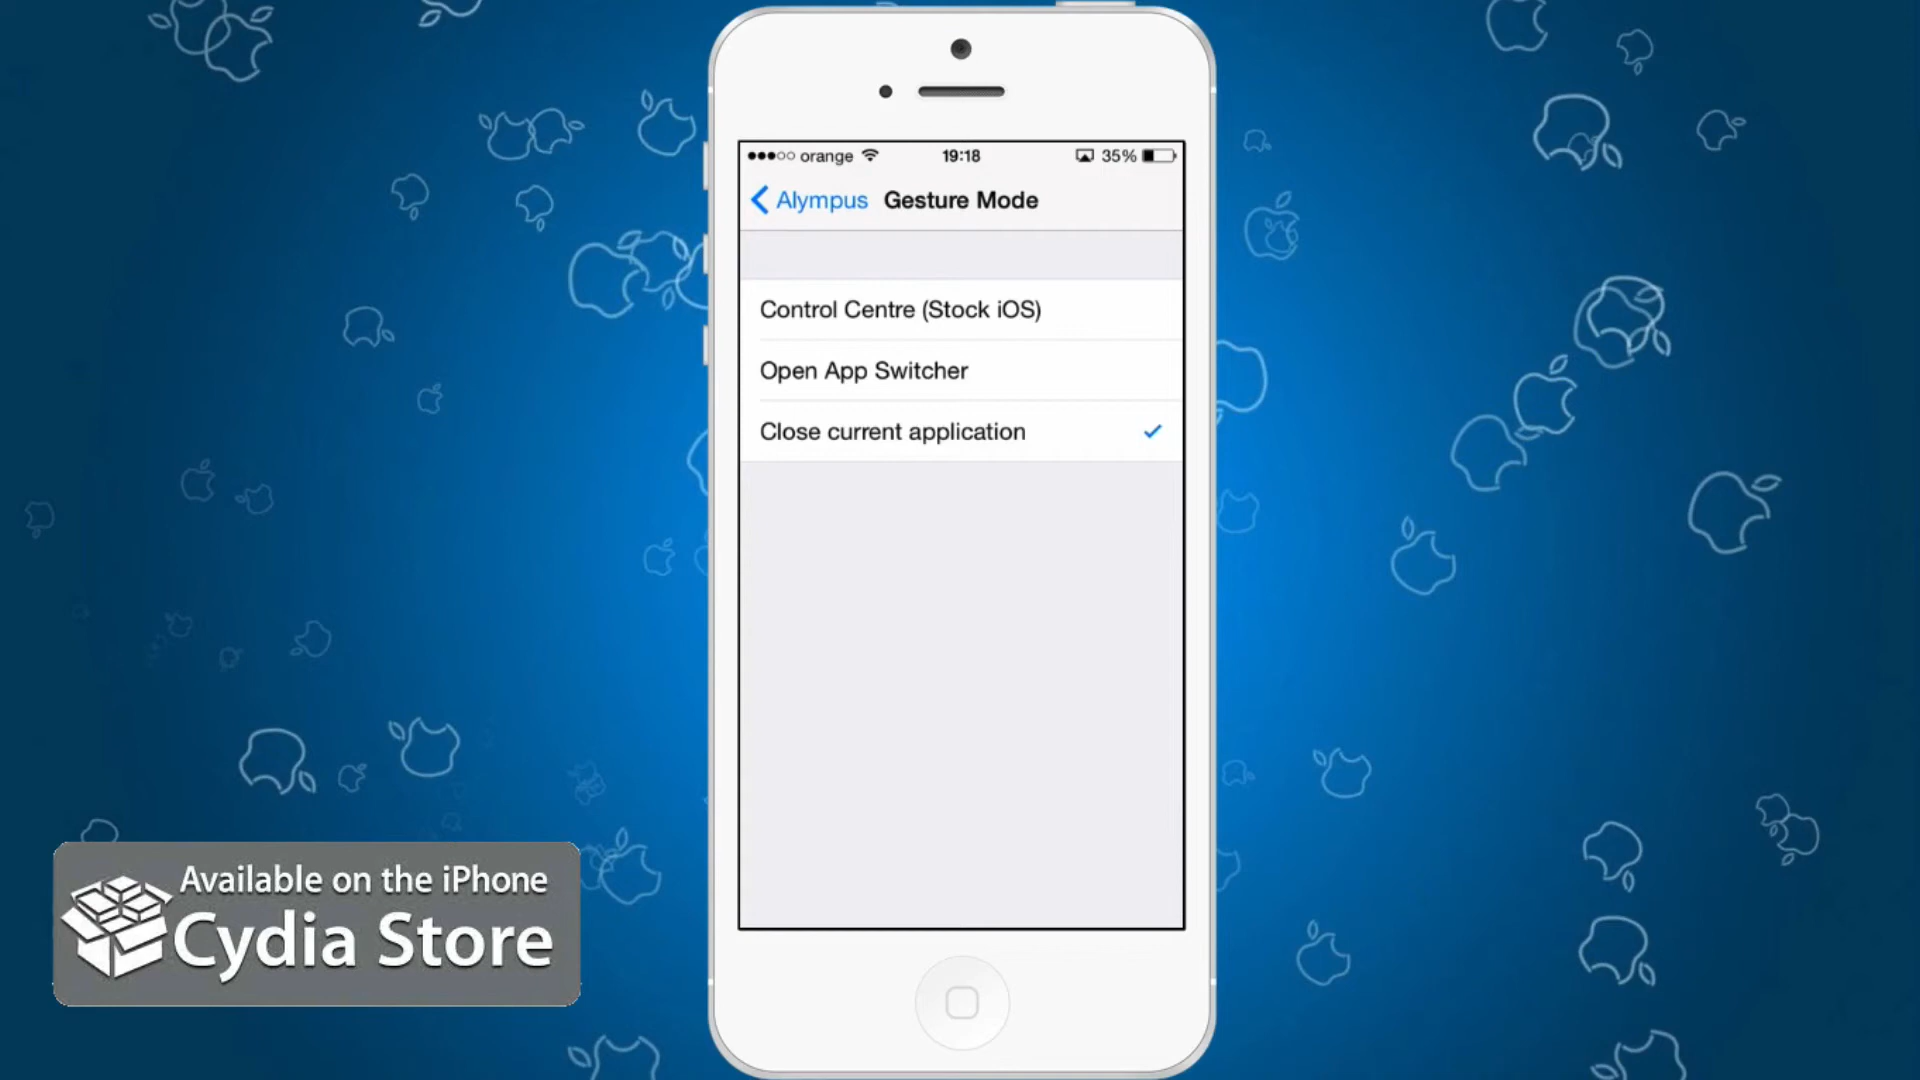 orange 19:18 35%
Alympus Gesture Mode
Control Centre (Stock iOS)
Open App Switcher
Close current application
Available on the iPhone
Cydia Store